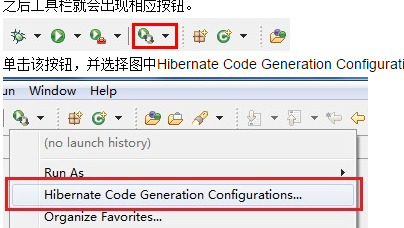 之后工具栏就会出现相应按钮。
单击该按钮，并选择图中Hibernate Code Generation Configurati
un Window Help
(no launch history)
Run As
Hibernate Code Generation Configurations...
Organize Favorites...